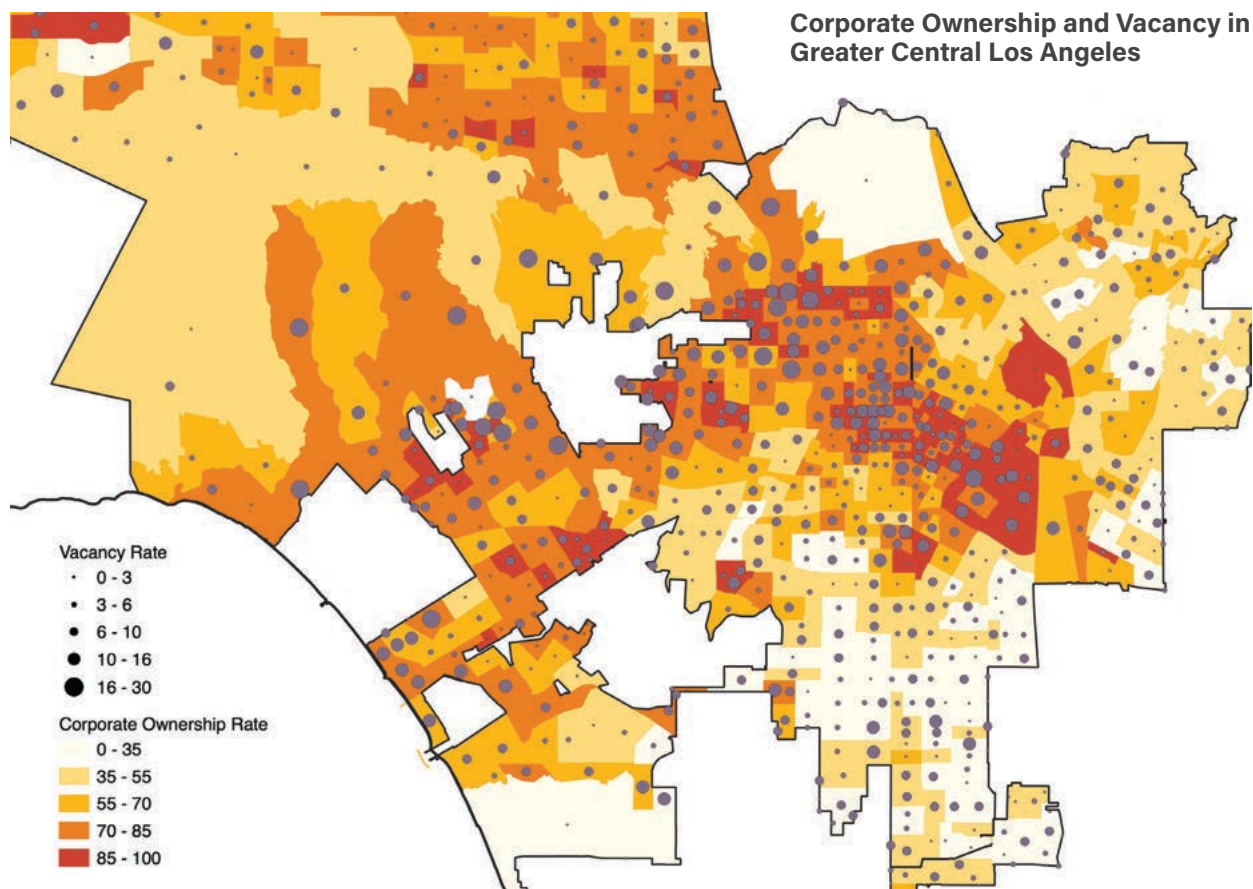 Corporate Ownership and Vacancy in
Greater Central Los Angeles
Vacancy Rate
0 - 3
3 - 6
6 - 10
10 - 16
16 - 30
Corporate Ownership Rate
0 - 35
35 - 55
55 - 70
70 - 85
85 - 100